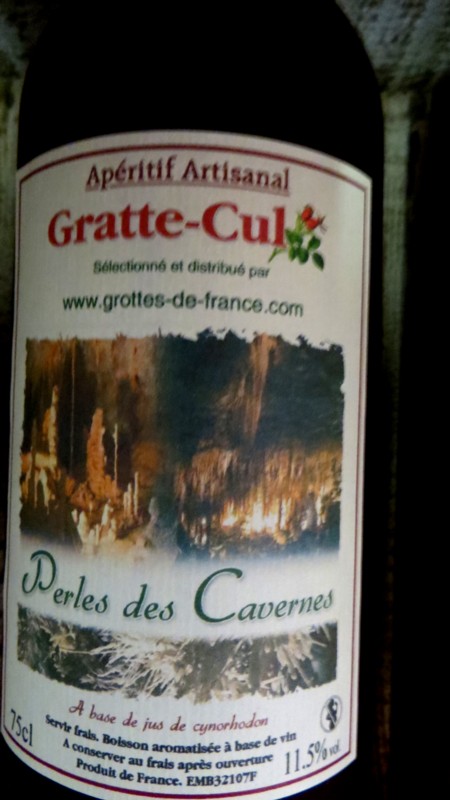 Apéritif Artisanal
Gratte-Cul
Sélectionné et distribué par
www.grottes-de-france.com
Perles des Cavernes
A base de jus de cynorhodon
75cl
Servir frais. Boisson aromatisée à base de vin
A conserver au frais après ouverture
11.5% vol
Produit de France. EMB32107F